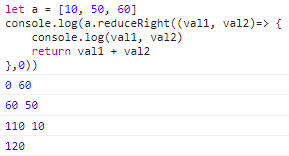 let a = [10, 50, 60]
console.log(a.reduceRight((val1, val2)=> {
    console.log(val1, val2)
    return val1 + val2
},0))
0 60
60 50
110 10
120